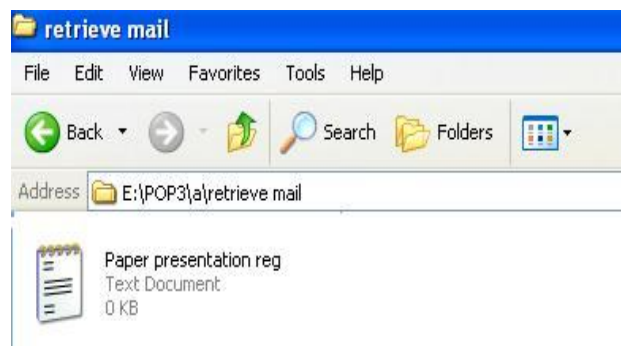 retrieve mail
File Edit View Favorites Tools Help
Back Search Folders
Address E:\POP3\a\retrieve mail
Paper presentation reg
Text Document
0 KB